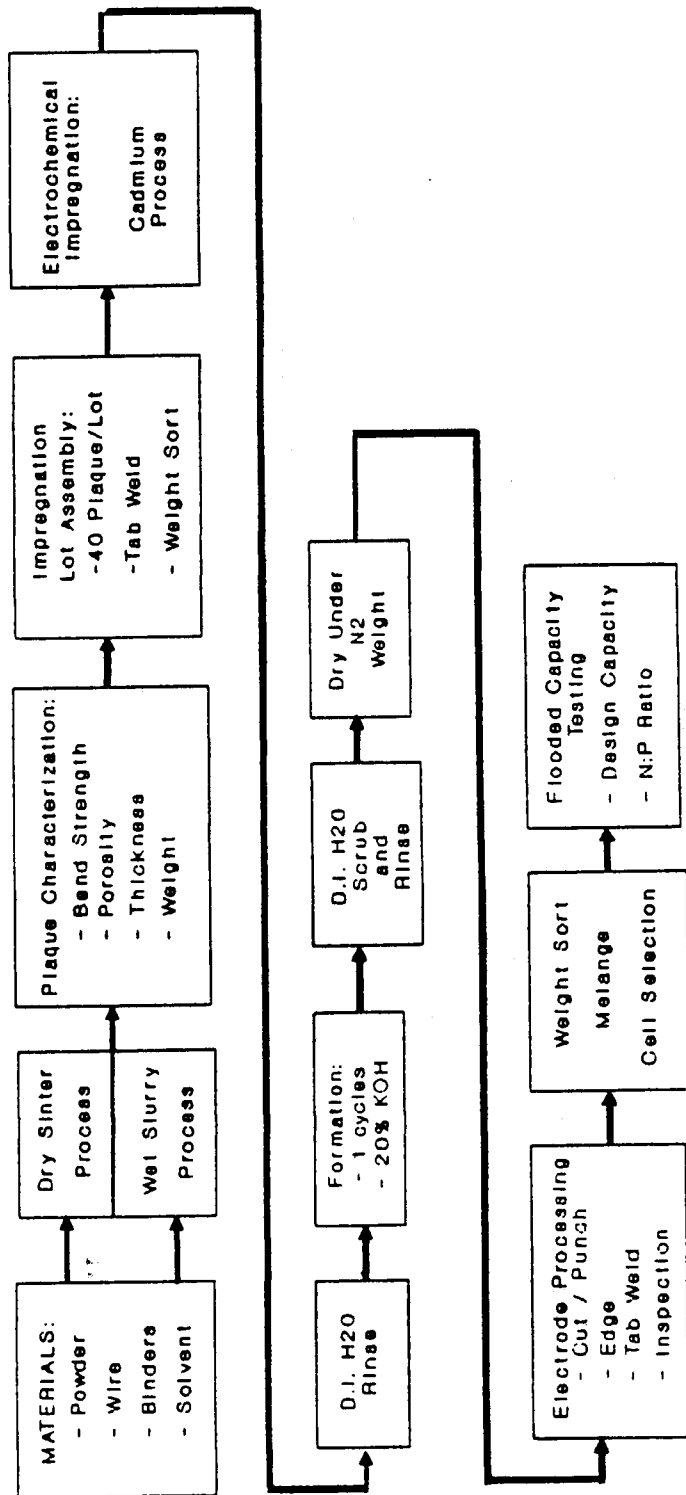 MATERIALS:
- Powder
- Wire
- Binders
- Solvent
Dry Sinter
Process
Wet Slurry
Process
Plaque Characterization:
- Bend Strength
- Porosity
- Thickness
- Weight
Impregnation
Lot Assembly:
-40 Plaque/Lot
-Tab Weld
- Weight Sort
Electrochemical
Impregnation:
Cadmium
Process
D.I. H2O
Rinse
Formation:
- 1 cycles
- 20% KOH
D.I. H2O
Scrub
and
Rinse
Dry Under
N2
Weight
Electrode Processing
- Cut / Punch
- Edge
- Tab Weld
- Inspection
Weight Sort
Melange
Cell Selection
Flooded Capacity
Testing
- Design Capacity
- N:P Ratio